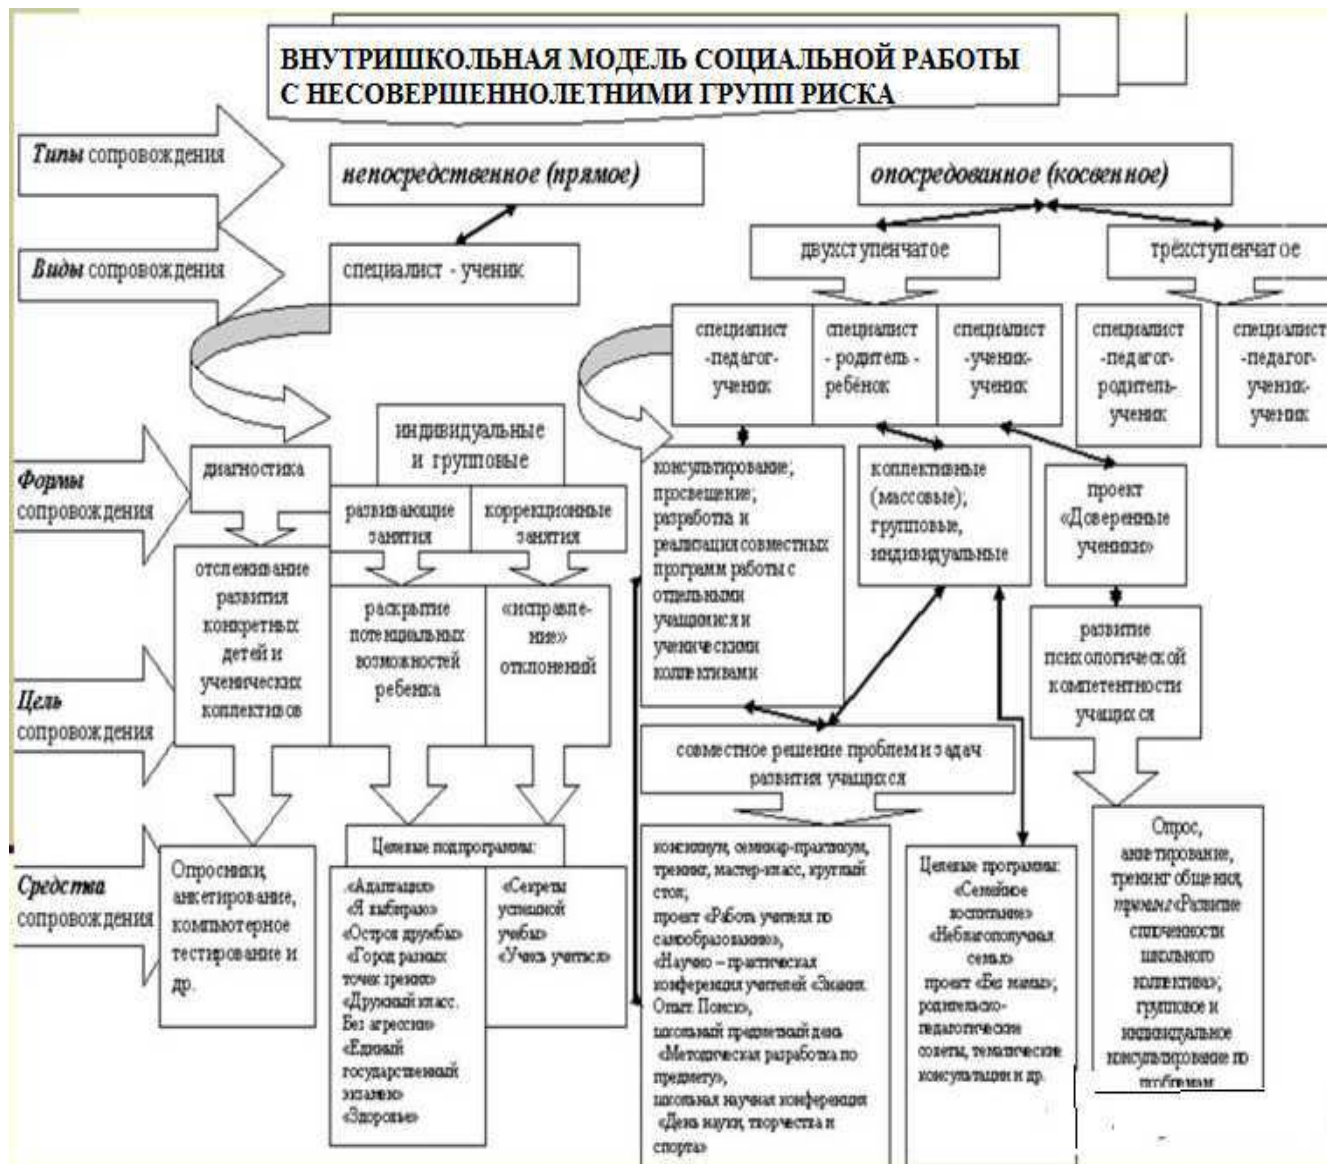 ВНУТРИШКОЛЬНАЯ МОДЕЛЬ СОЦИАЛЬНОЙ РАБОТЫ
С НЕСОВЕРШЕННОЛЕТНИМИ ГРУПП РИСКА
Типы сопровождения
непосредственное (прямое)
опосредованное (косвенное)
Виды сопровождения
специалист - ученик
двухступенчатое
трёхступенчатое
специалист
-педагог-
ученик
специалист
- родитель -
ребёнок
специалист
-ученик-
ученик
специалист
-педагог-
родитель-
ученик
специалист
-педагог-
ученик-
ученик
Формы
сопровождения
диагностика
индивидуальные
и групповые
развивающие
занятия
коррекционные
занятия
консультирование;
просвещение;
разработка и
реализация совместных
программ работы с
отдельными
учащимися и
ученическими
коллективами
коллективные
(массовые);
групповые,
индивидуальные
проект
«Доверенные
ученики»
Цель
сопровождения
отслеживание
развития
конкретных
детей и
ученических
коллективов
раскрытие
потенциальных
возможностей
ребенка
«исправле-
ние»
отклонений
совместное решение проблем и задач
развития учащихся
развитие
психологической
компетентности
учащихся
Средства
сопровождения
Опросники,
анкетирование,
компьютерное
тестирование и
др.
Целевые подпрограммы:
«Адаптация»
«Я выбираю»
«Остров дружбы»
«Город разных
точек зрения»
«Дружный класс.
Без агрессии»
«Единый
государственный
экзамен»
«Здоровье»
«Секреты
успешной
учебы»
«Учись учиться»
консилиум, семинар-практикум,
тренинг, мастер-класс, круглый
стол;
проект «Работа учителя по
самообразованию»,
«Научно – практическая
конференция учителей «Знания.
Опыт. Поиск»,
школьный предметный день
«Методическая разработка по
предмету»,
школьная научная конференция
«День науки, творчества и
спорта»
Целевые программы:
«Семейное
воспитание»
«Неблагополучная
семья»
проект «Без мамы»;
родительско-
педагогические
советы, тематические
консультации и др.
Опрос,
анкетирование,
тренинг общения,
тренинг «Развитие
сплоченности
школьного
коллектива»;
групповое и
индивидуальное
консультирование по
проблемам